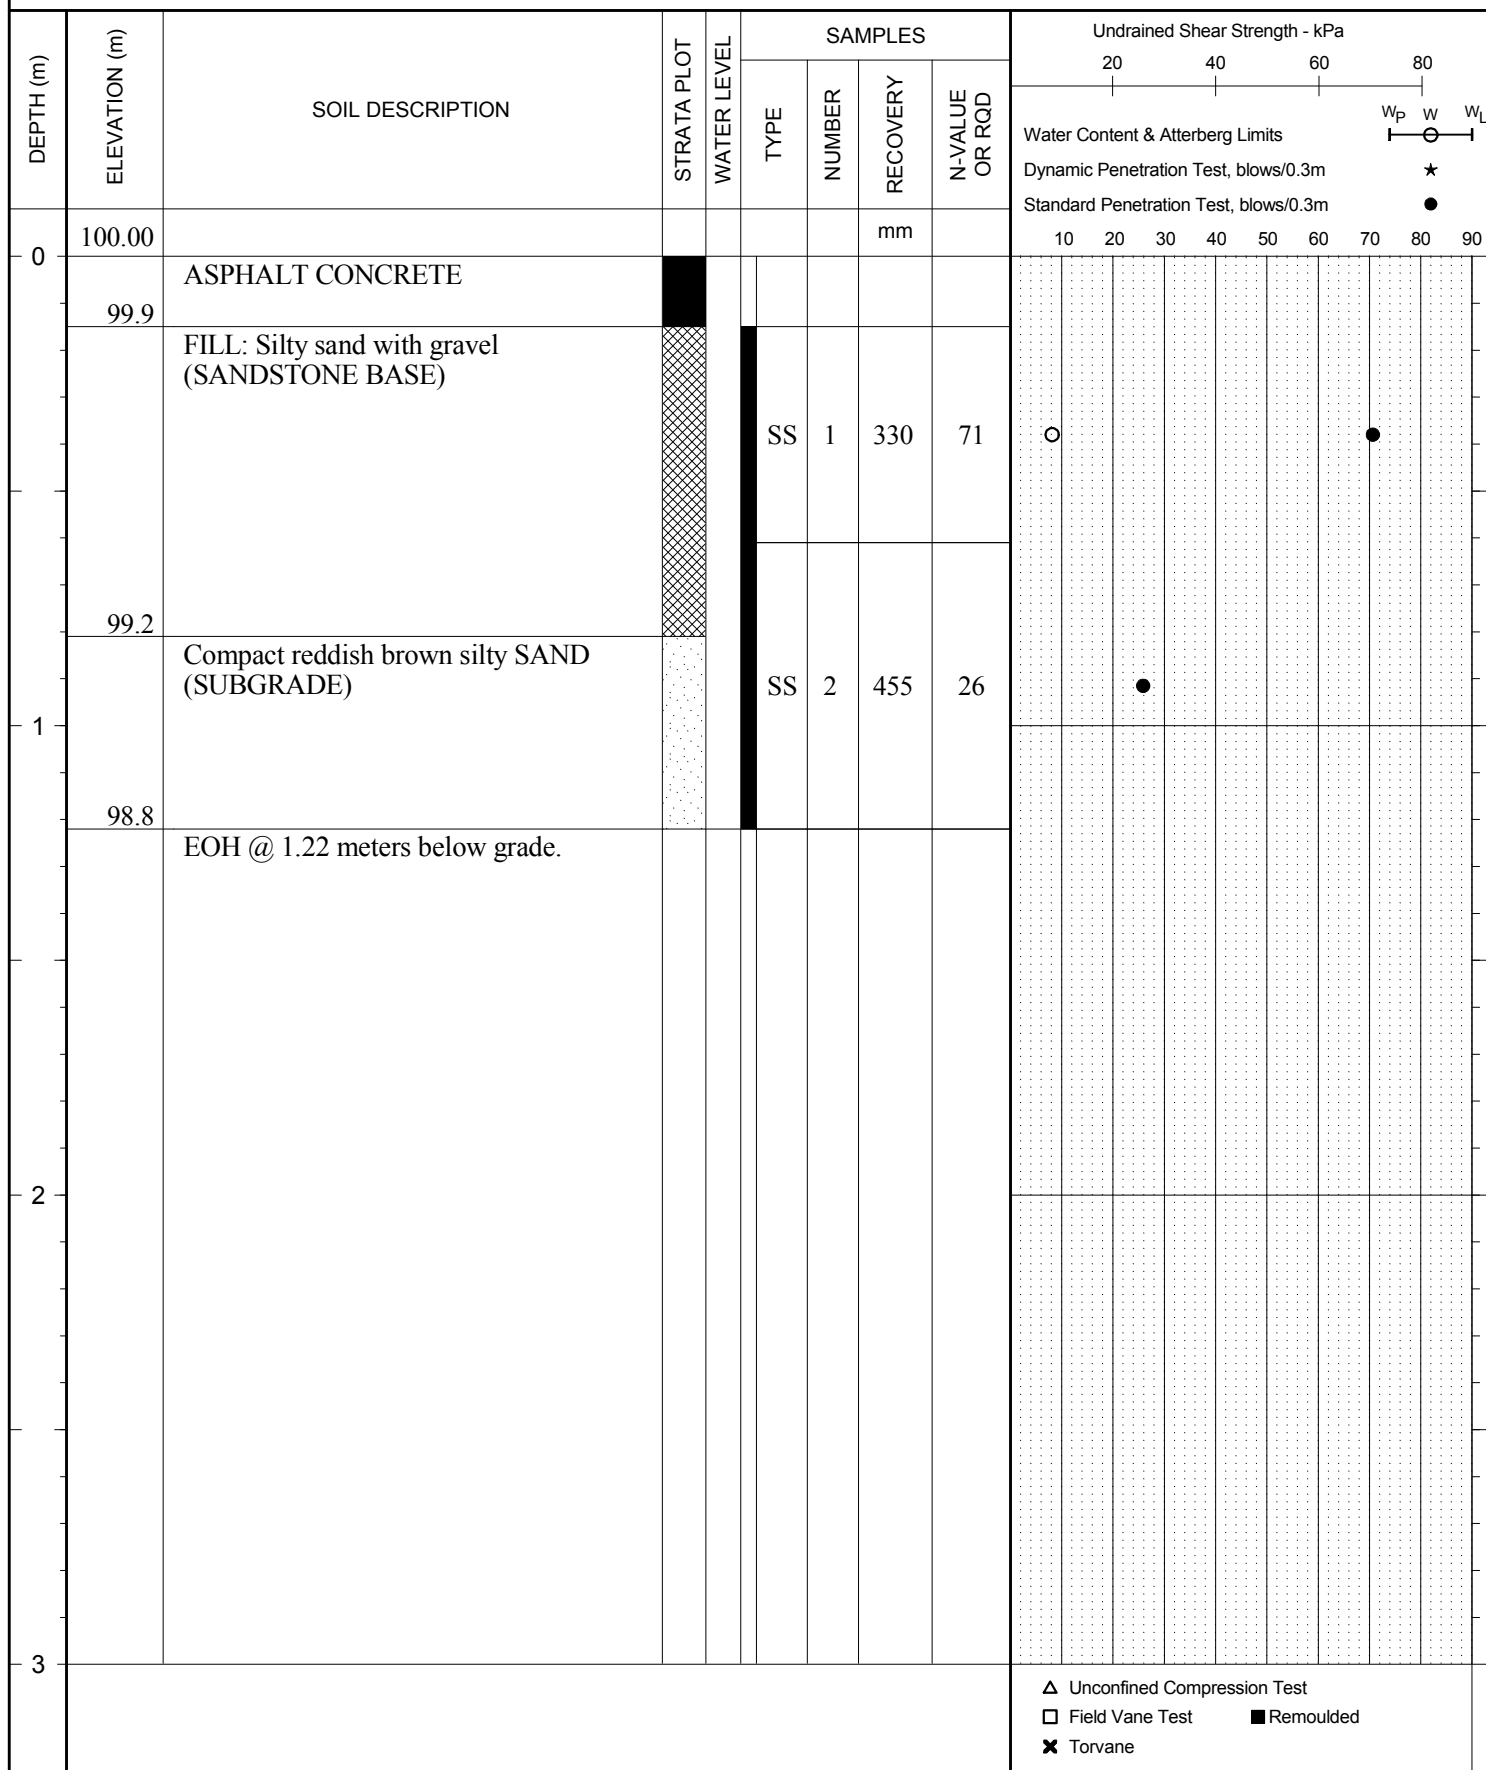 DEPTH (m)
ELEVATION (m)
SOIL DESCRIPTION
STRATA PLOT
WATER LEVEL
SAMPLES
TYPE
NUMBER
RECOVERY
N-VALUE
OR RQD
Undrained Shear Strength - kPa
20 40 60 80
Water Content & Atterberg Limits
WP W WL
Dynamic Penetration Test, blows/0.3m
Standard Penetration Test, blows/0.3m
100.00
mm
10 20 30 40 50 60 70 80 90
0
ASPHALT CONCRETE
99.9
FILL: Silty sand with gravel
(SANDSTONE BASE)
SS 1 330 71
99.2
Compact reddish brown silty SAND
(SUBGRADE)
SS 2 455 26
1
98.8
EOH @ 1.22 meters below grade.
2
3
Unconfined Compression Test
Field Vane Test
Remoulded
Torvane